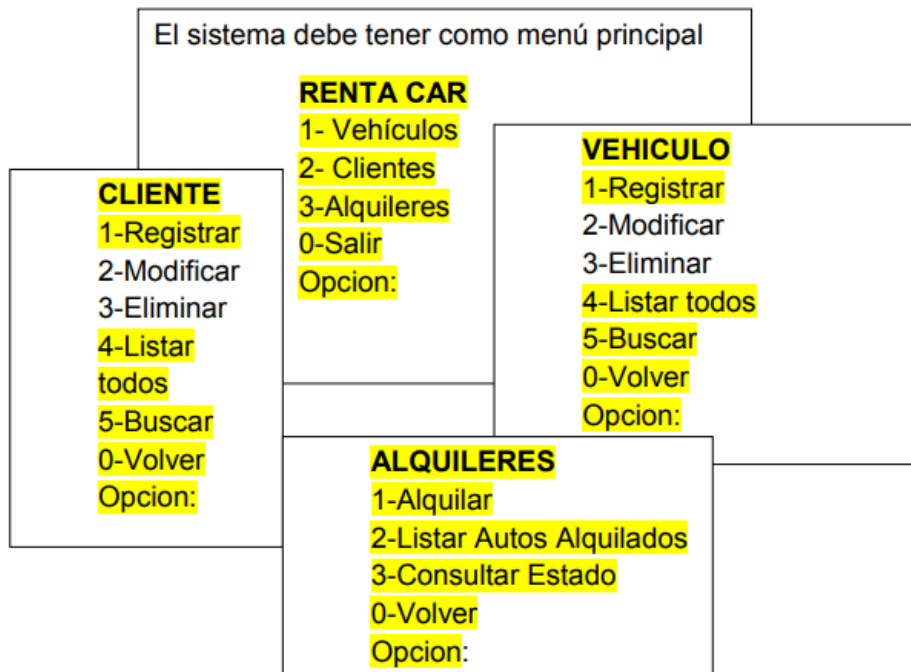 El sistema debe tener como menú principal
RENTA CAR
1- Vehículos
2- Clientes
3-Alquileres
0-Salir
Opcion:
CLIENTE
1-Registrar
2-Modificar
3-Eliminar
4-Listar
todos
5-Buscar
0-Volver
Opcion:
VEHICULO
1-Registrar
2-Modificar
3-Eliminar
4-Listar todos
5-Buscar
0-Volver
Opcion:
ALQUILERES
1-Alquilar
2-Listar Autos Alquilados
3-Consultar Estado
0-Volver
Opcion: